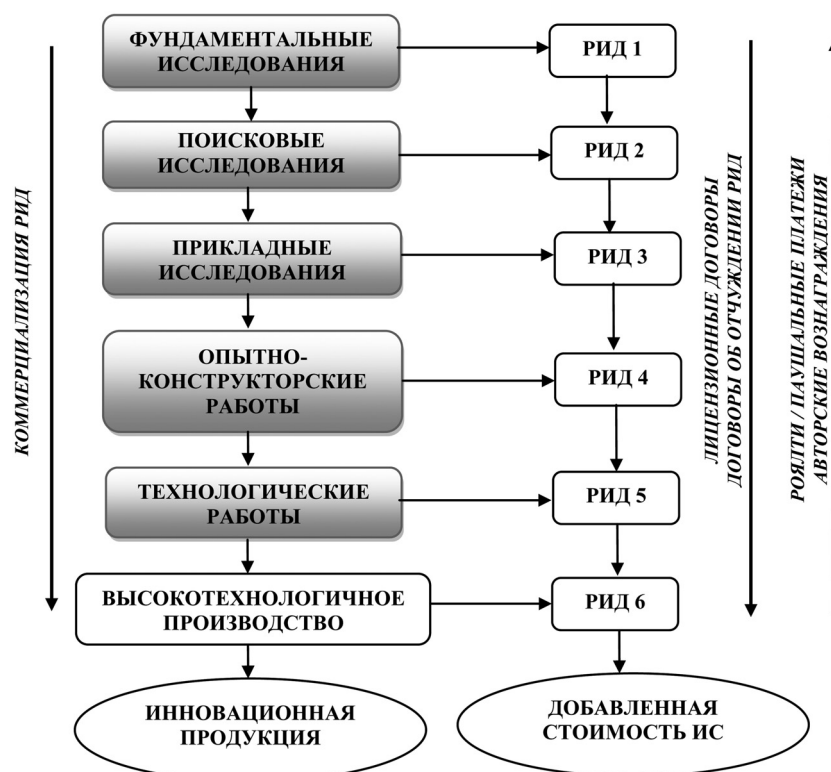 ФУНДАМЕНТАЛЬНЫЕ
ИССЛЕДОВАНИЯ
РИД 1
ПОИСКОВЫЕ
ИССЛЕДОВАНИЯ
РИД 2
ПРИКЛАДНЫЕ
ИССЛЕДОВАНИЯ
РИД 3
ОПЫТНО-
КОНСТРУКТОРСКИЕ
РАБОТЫ
РИД 4
ТЕХНОЛОГИЧЕСКИЕ
РАБОТЫ
РИД 5
ВЫСОКОТЕХНОЛОГИЧНОЕ
ПРОИЗВОДСТВО
РИД 6
ИННОВАЦИОННАЯ
ПРОДУКЦИЯ
ДОБАВЛЕННАЯ
СТОИМОСТЬ ИС
КОММЕРЦИАЛИЗАЦИЯ РИД
ЛИЦЕНЗИОННЫЕ ДОГОВОРЫ
ДОГОВОРЫ ОБ ОТЧУЖДЕНИИ РИД
РОЯЛТИ / ПАУШАЛЬНЫЕ ПЛАТЕЖИ
АВТОРСКИЕ ВОЗНАГРАЖДЕНИЯ